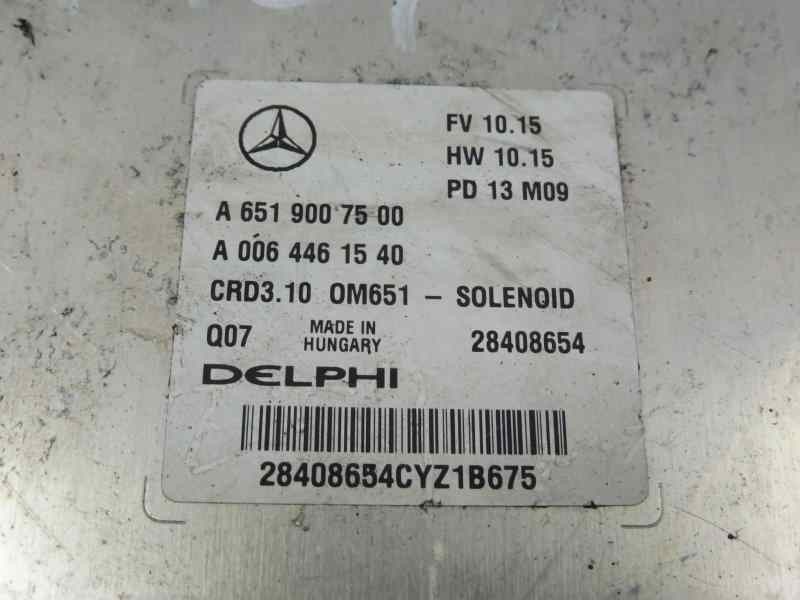 FV 10.15
HW 10.15
PD 13 M09
A 651 900 75 00
A 006 446 15 40
CRD3.10 OM651 - SOLENOID
Q07 MADE IN HUNGARY 28408654
DELPHI
28408654CYZ1B675